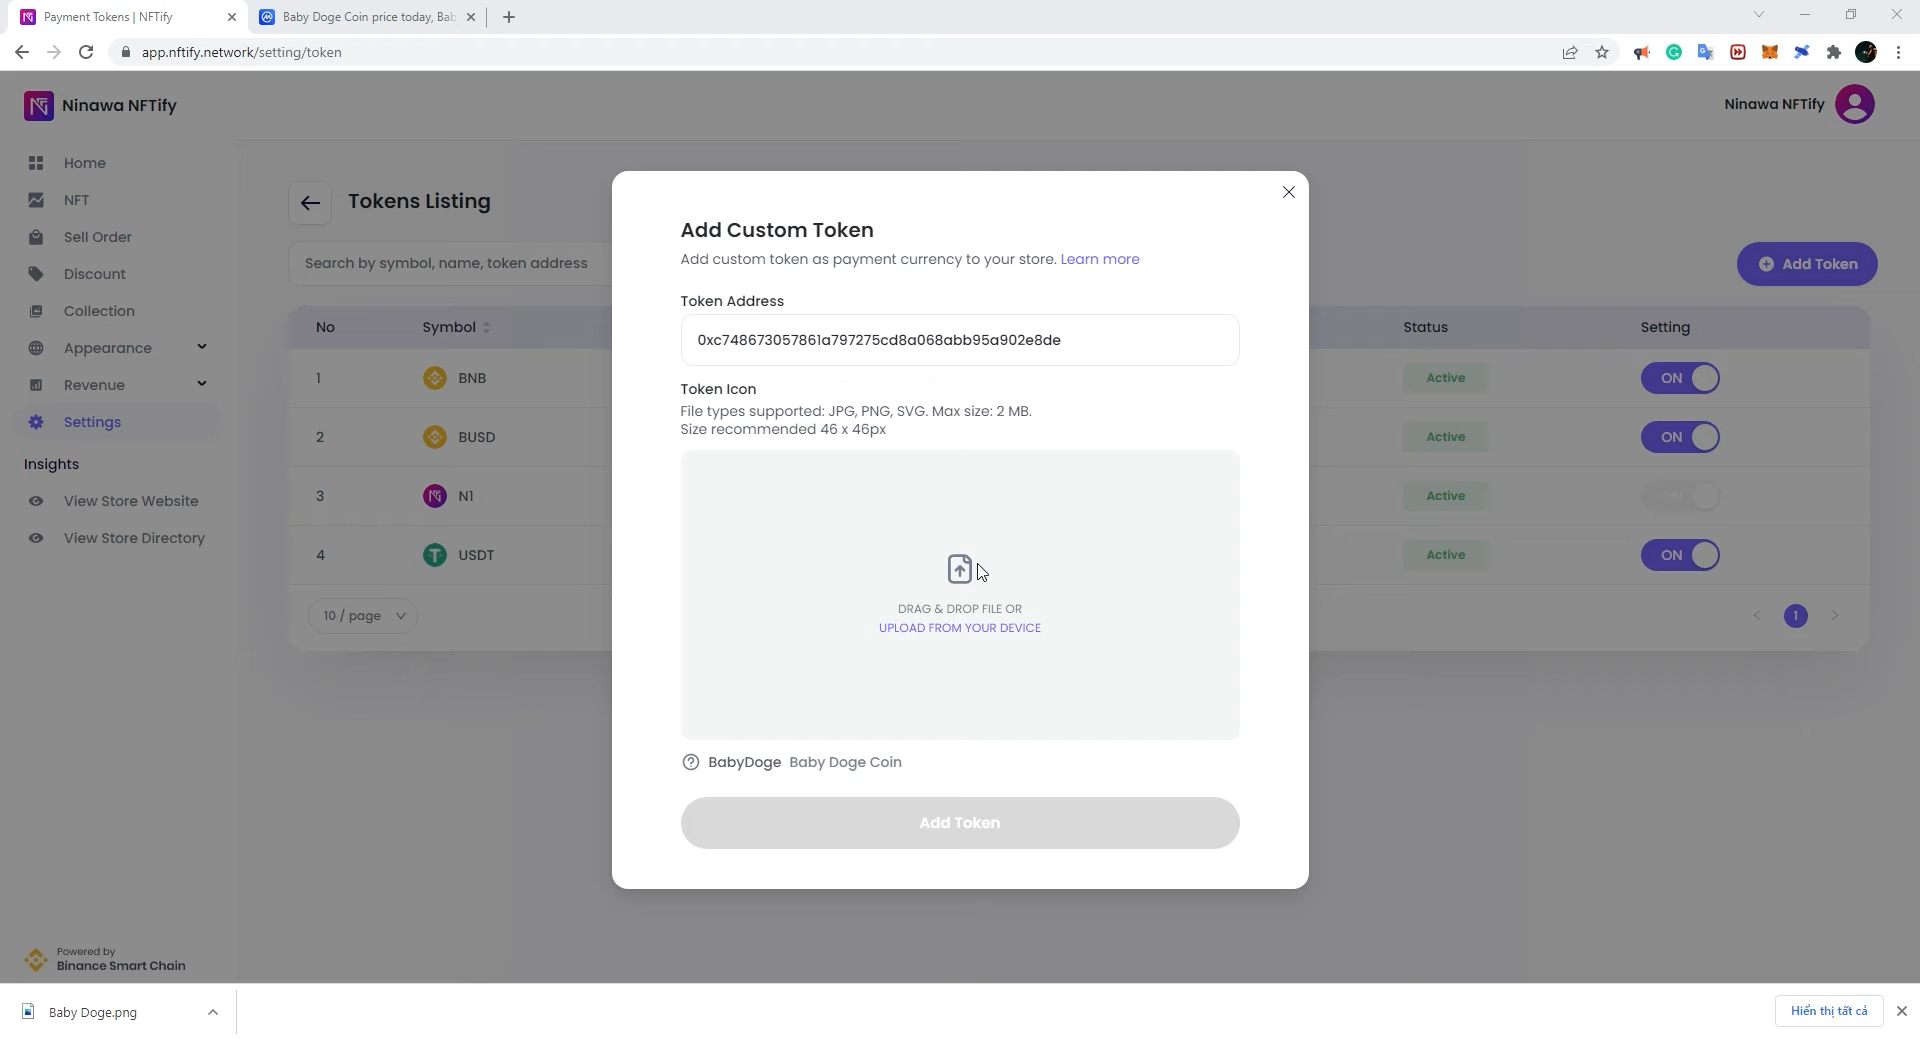 Payment Tokens | NFTify
Baby Doge Coin price today, Bab
app.nftify.network/setting/token
Ninawa NFTify
Ninawa NFTify
Home
NFT
Sell Order
Discount
Collection
Appearance
Revenue
Settings
Insights
View Store Website
View Store Directory
Powered by
Binance Smart Chain
Tokens Listing
Search by symbol, name, token address
Add Token
No Symbol Status Setting
1 BNB Active ON
2 BUSD Active ON
3 N1 Active
4 USDT Active ON
10 / page
1
Add Custom Token
Add custom token as payment currency to your store. Learn more
Token Address
0xc748673057861a797275cd8a068abb95a902e8de
Token Icon
File types supported: JPG, PNG, SVG. Max size: 2 MB.
Size recommended 46 x 46px
DRAG & DROP FILE OR
UPLOAD FROM YOUR DEVICE
BabyDoge Baby Doge Coin
Add Token
Baby Doge.png
Hiển thị tất cả